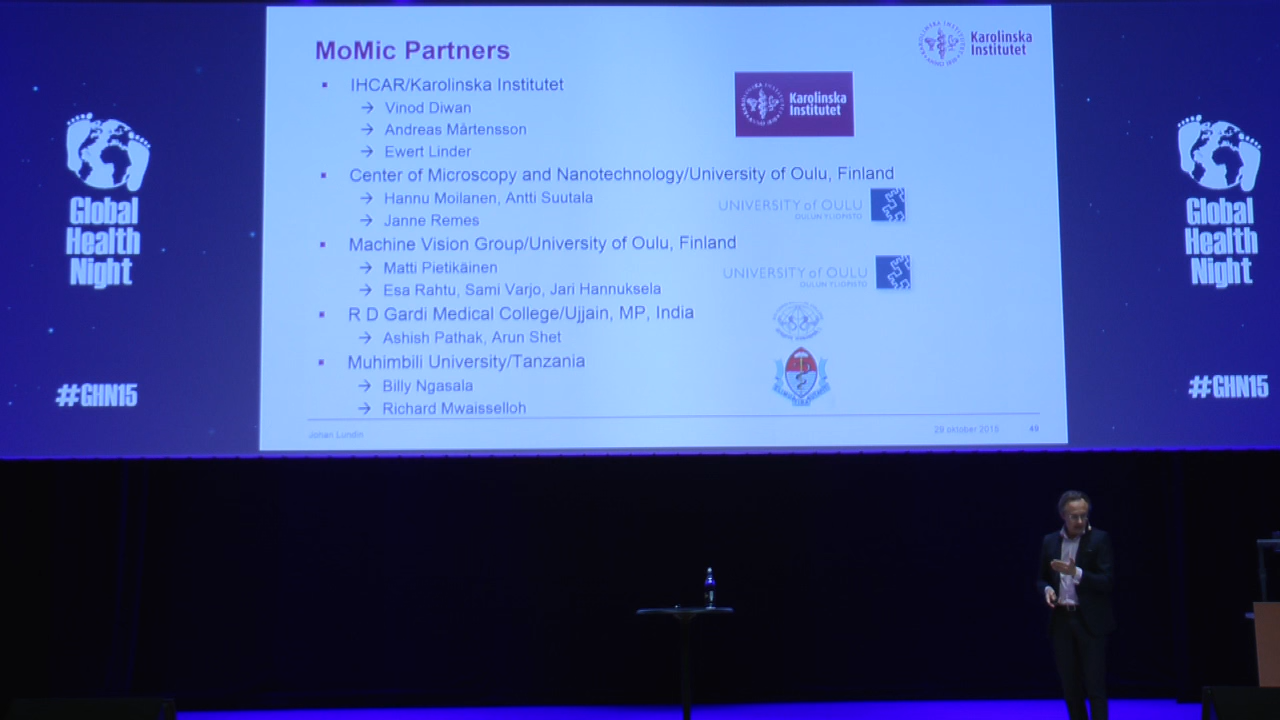 MoMic Partners
Karolinska
Institutet
IHCAR/Karolinska Institutet
→ Vinod Diwan
→ Andreas Mårtensson
→ Ewert Linder
Karolinska
Institutet
Center of Microscopy and Nanotechnology/University of Oulu, Finland
→ Hannu Moilanen, Antti Suutala
→ Janne Remes
UNIVERSITY of OULU
OULUN YLIOPISTO
Machine Vision Group/University of Oulu, Finland
→ Matti Pietikäinen
→ Esa Rahtu, Sami Varjo, Jari Hannuksela
UNIVERSITY of OULU
OULUN YLIOPISTO
R D Gardi Medical College/Ujjain, MP, India
→ Ashish Pathak, Arun Shet
Muhimbili University/Tanzania
→ Billy Ngasala
→ Richard Mwaisselloh
Johan Lundin
29 oktober 2015
49
Global
Health
Night
#GHN15
Global
Health
Night
#GHN15